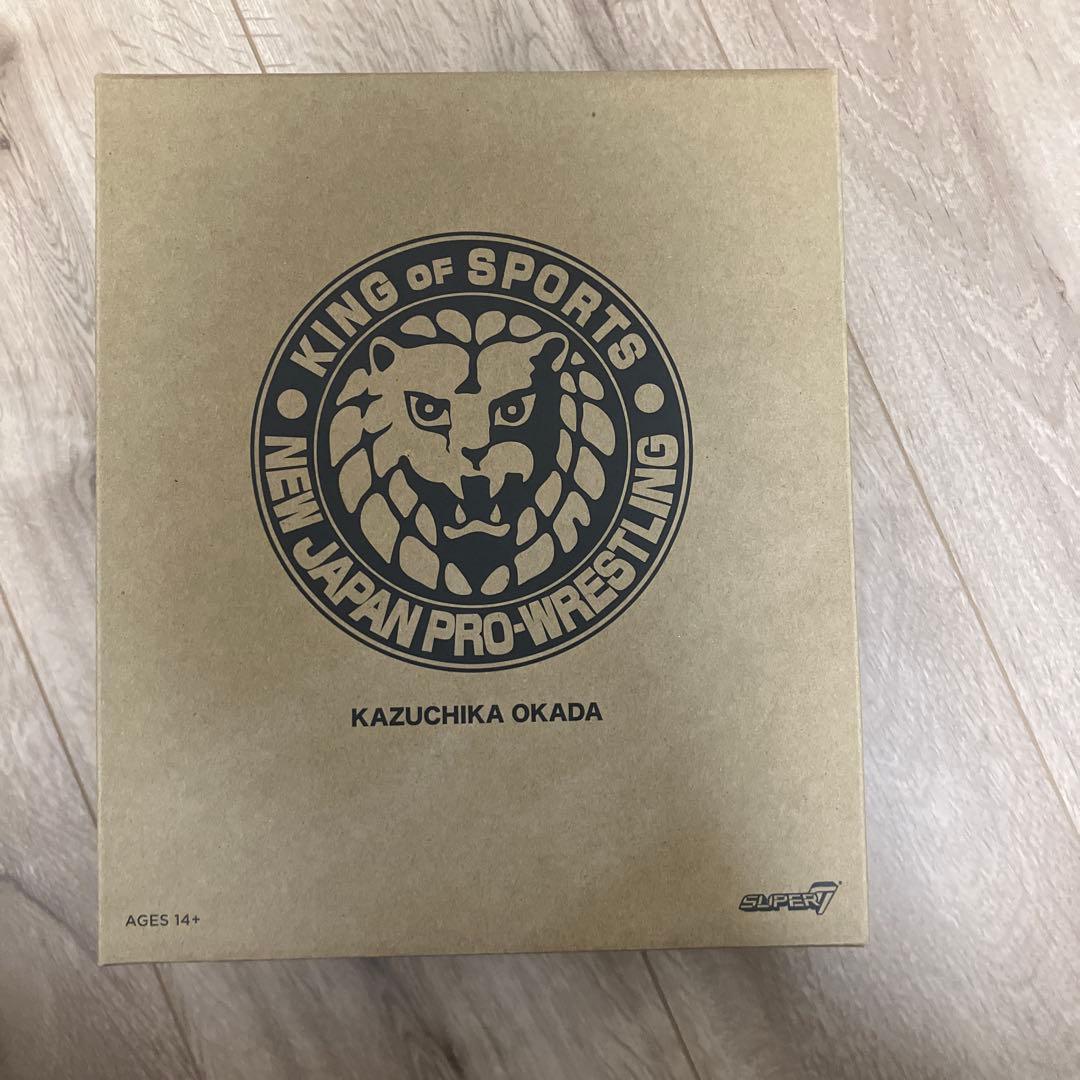 KING OF SPORTS
NEW JAPAN PRO-WRESTLING
KAZUCHIKA OKADA
AGES 14+
SUPER7